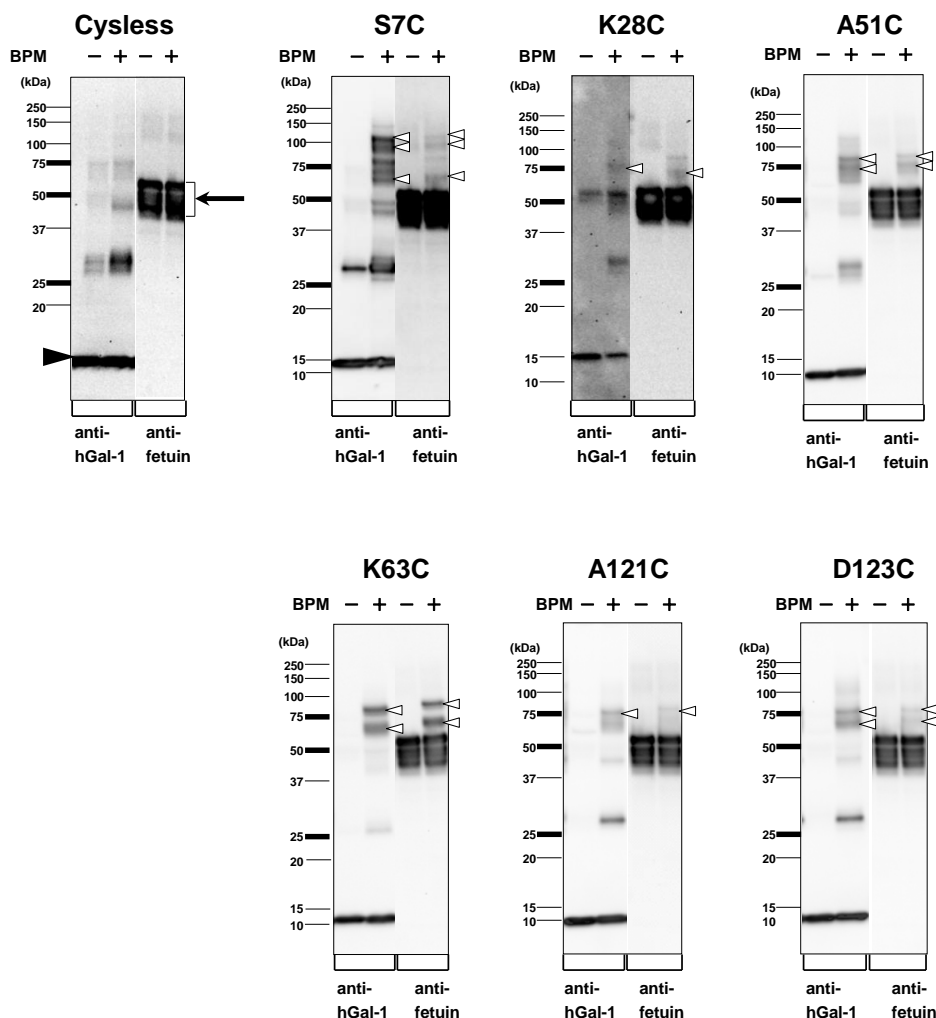 Cysless
BPM − + − +
(kDa)
250
150
100
75
50
37
25
20
15
10
anti-
hGal-1
anti-
fetuin
S7C
BPM − + − +
(kDa)
250
150
100
75
50
37
25
20
15
10
anti-
hGal-1
anti-
fetuin
K28C
BPM − + − +
(kDa)
250
150
100
75
50
37
25
20
15
10
anti-
hGal-1
anti-
fetuin
A51C
BPM − + − +
(kDa)
250
150
100
75
50
37
25
20
15
10
anti-
hGal-1
anti-
fetuin
K63C
BPM − + − +
(kDa)
250
150
100
75
50
37
25
20
15
10
anti-
hGal-1
anti-
fetuin
A121C
BPM − + − +
(kDa)
250
150
100
75
50
37
25
20
15
10
anti-
hGal-1
anti-
fetuin
D123C
BPM − + − +
(kDa)
250
150
100
75
50
37
25
20
15
10
anti-
hGal-1
anti-
fetuin